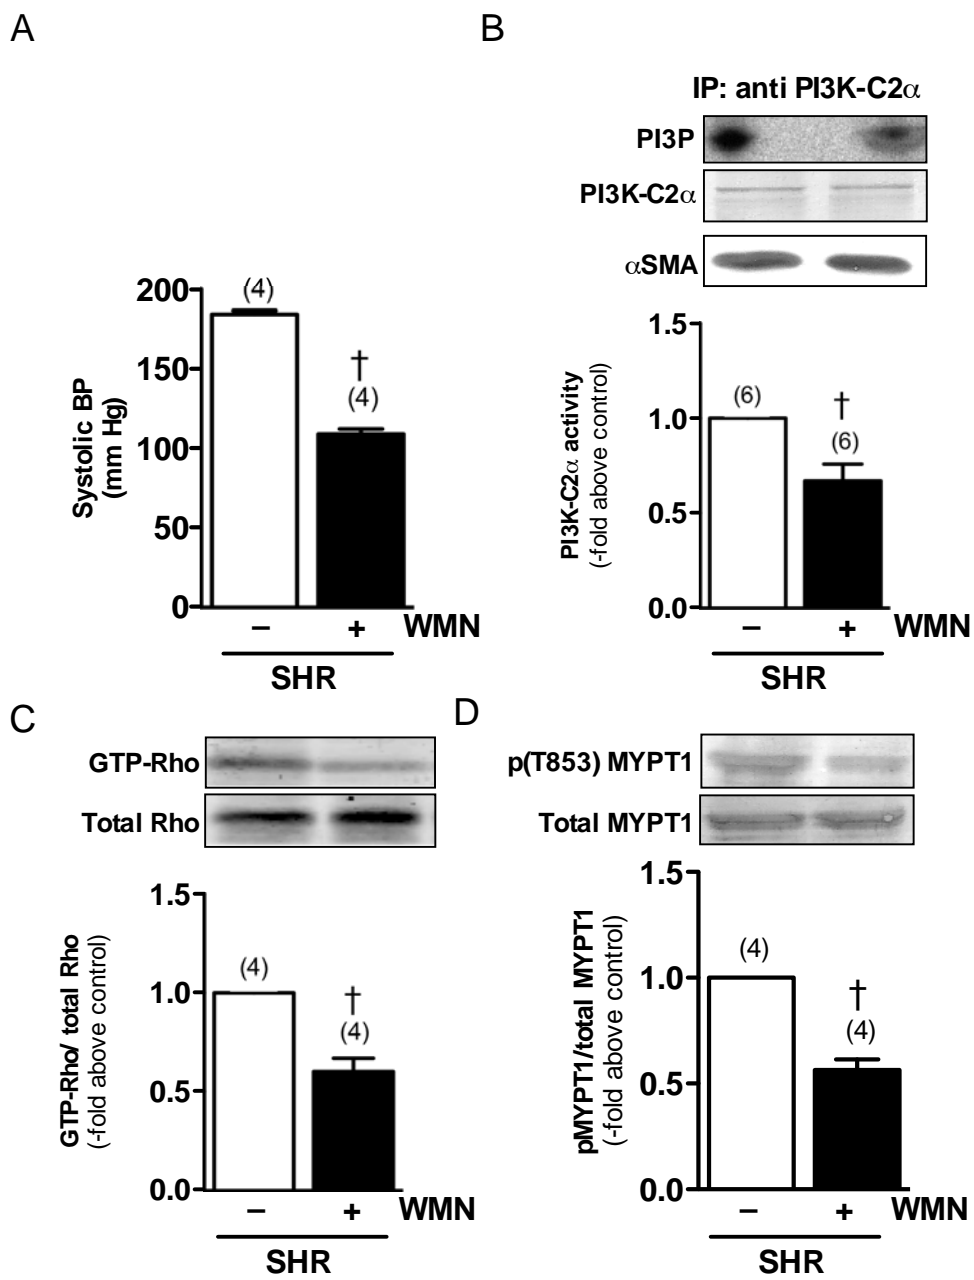 A
B
IP: anti PI3K-C2α
PI3P
PI3K-C2α
αSMA
Systolic BP
(mm Hg)
200
150
100
50
0
(4)
†
(4)
− + WMN
SHR
PI3K-C2α activity
(-fold above control)
1.5
1.0
0.5
0.0
(6)
†
(6)
− + WMN
SHR
C
GTP-Rho
Total Rho
GTP-Rho/ total Rho
(-fold above control)
1.5
1.0
0.5
0.0
(4)
†
(4)
− + WMN
SHR
D
p(T853) MYPT1
Total MYPT1
pMYPT1/total MYPT1
(-fold above control)
1.5
1.0
0.5
0.0
(4)
†
(4)
− + WMN
SHR